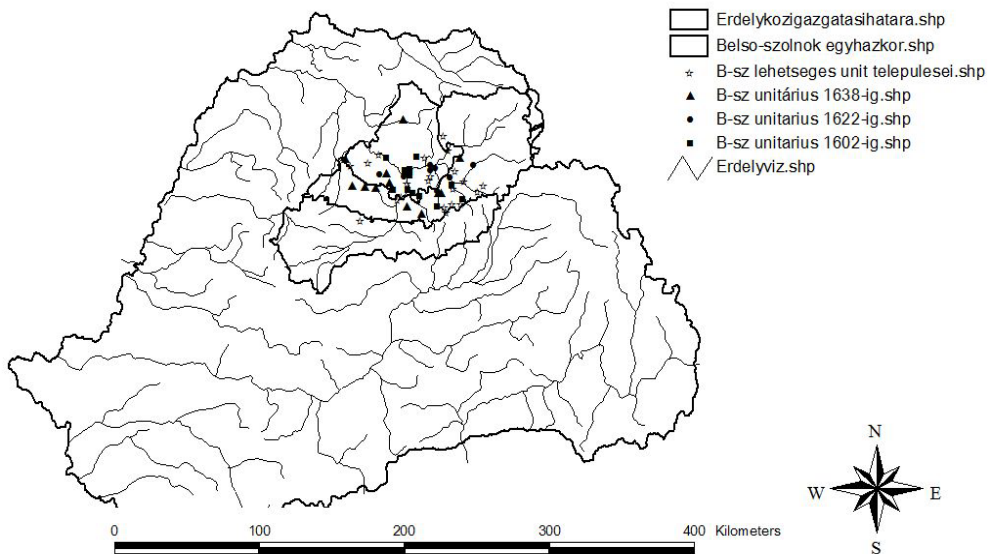 Erdelykozigazgatasihatara.shp
Belso-szolnok egyhazkor.shp
B-sz lehetseges unit telepulesei.shp
B-sz unitárius 1638-ig.shp
B-sz unitarius 1622-ig.shp
B-sz unitarius 1602-ig.shp
Erdelyviz.shp
N
W E
S
0 100 200 300 400 Kilometers